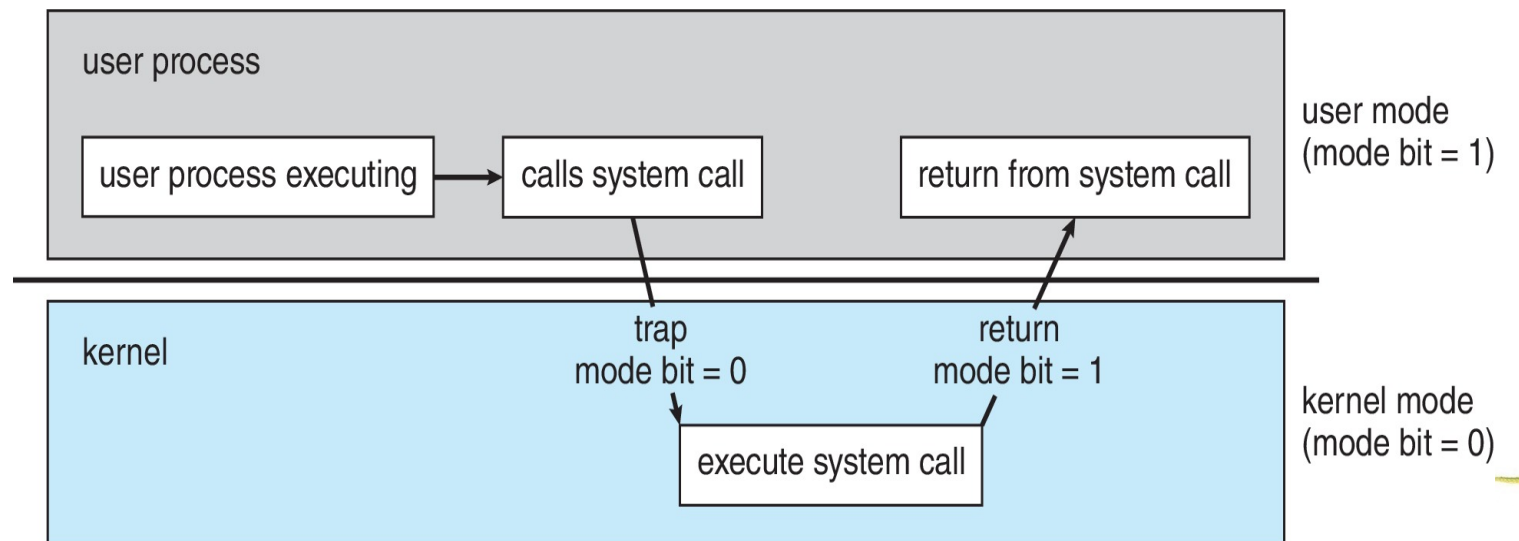 user process
user process executing
calls system call
return from system call
user mode
(mode bit = 1)
kernel
trap
mode bit = 0
return
mode bit = 1
execute system call
kernel mode
(mode bit = 0)